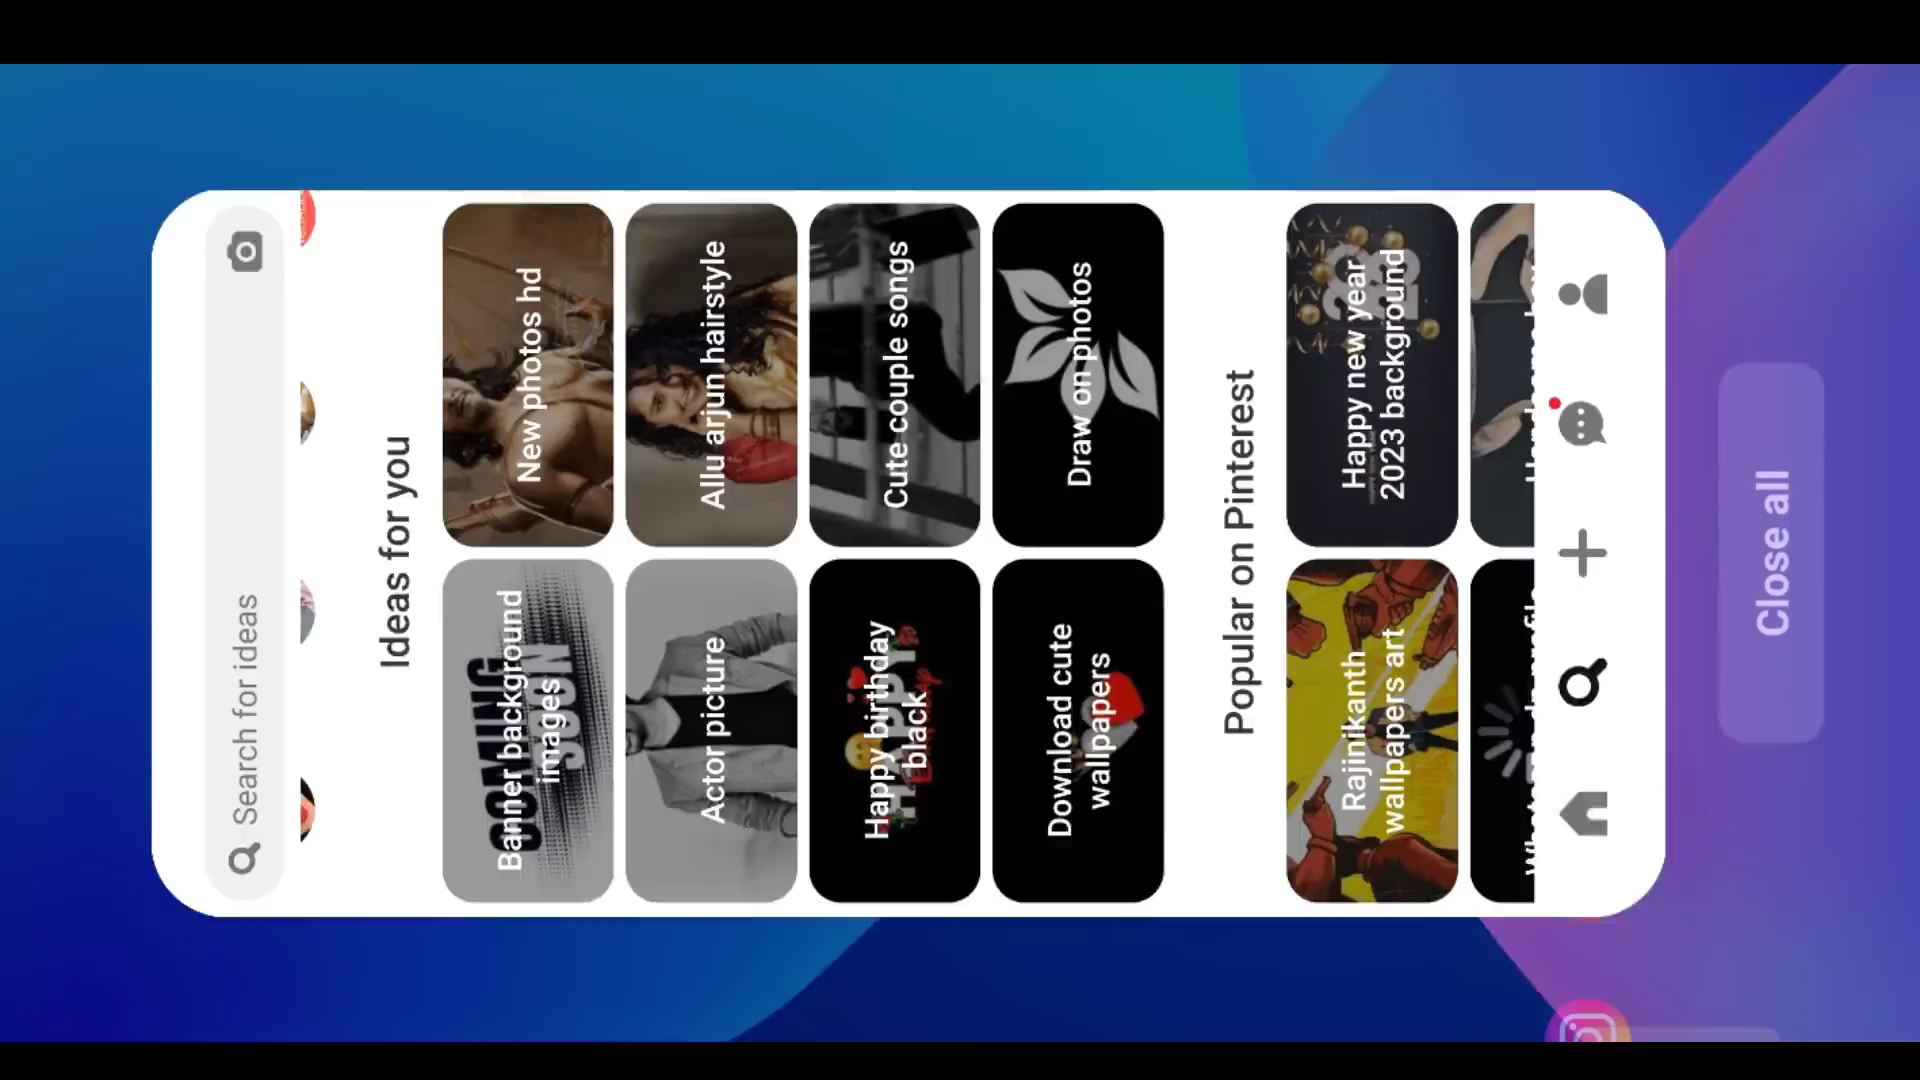 Search for ideas
Ideas for you
Banner background
images
New photos hd
Actor picture
Allu arjun hairstyle
Happy birthday
black
Cute couple songs
Download cute
wallpapers
Draw on photos
Popular on Pinterest
Rajinikanth
wallpapers art
Happy new year
2023 background
Close all
COMING
SOON